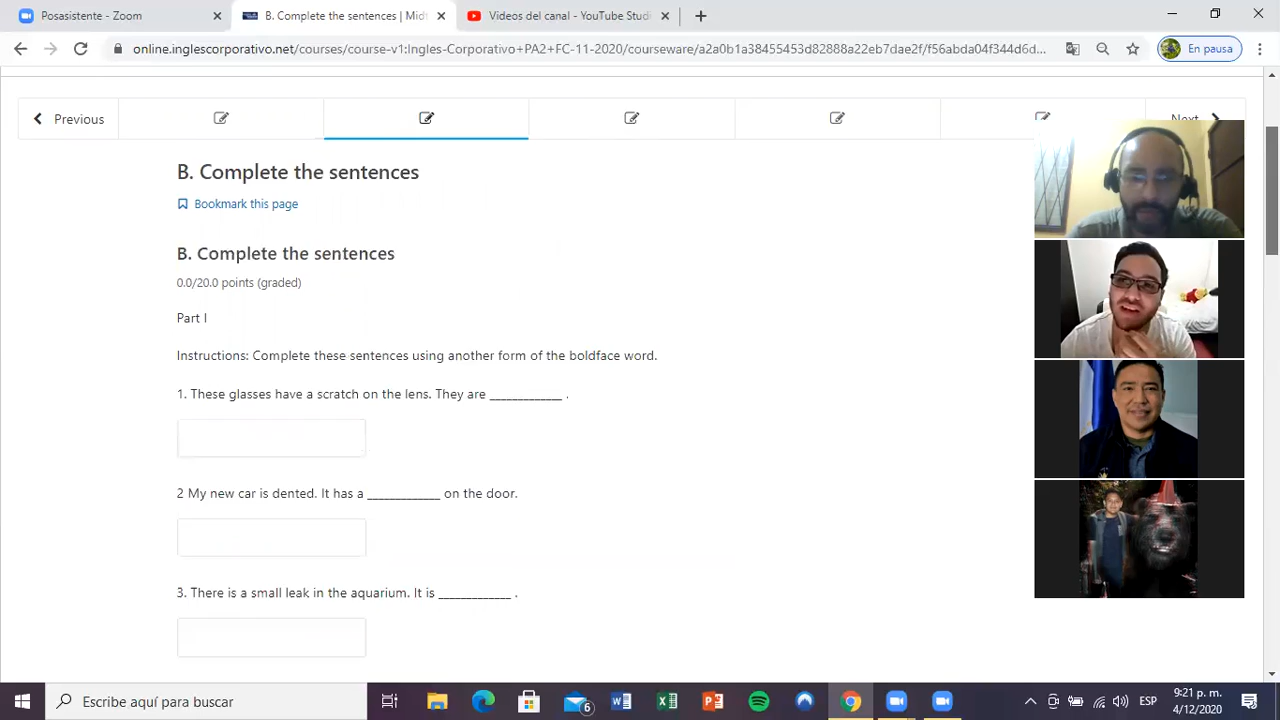 Posasistente - Zoom
B. Complete the sentences | Midt
Videos del canal - YouTube Studi
online.inglescorporativo.net/courses/course-v1:Ingles-Corporativo+PA2+FC-11-2020/courseware/a2a0b1a38455453d82888a22eb7dae2f/f56abda04f344d6d...
En pausa
Previous
Next
B. Complete the sentences
Bookmark this page
B. Complete the sentences
0.0/20.0 points (graded)
Part I
Instructions: Complete these sentences using another form of the boldface word.
1. These glasses have a scratch on the lens. They are _____________ .
2 My new car is dented. It has a _____________ on the door.
3. There is a small leak in the aquarium. It is _____________ .
Escribe aquí para buscar
6
ESP
9:21 p. m.
4/12/2020